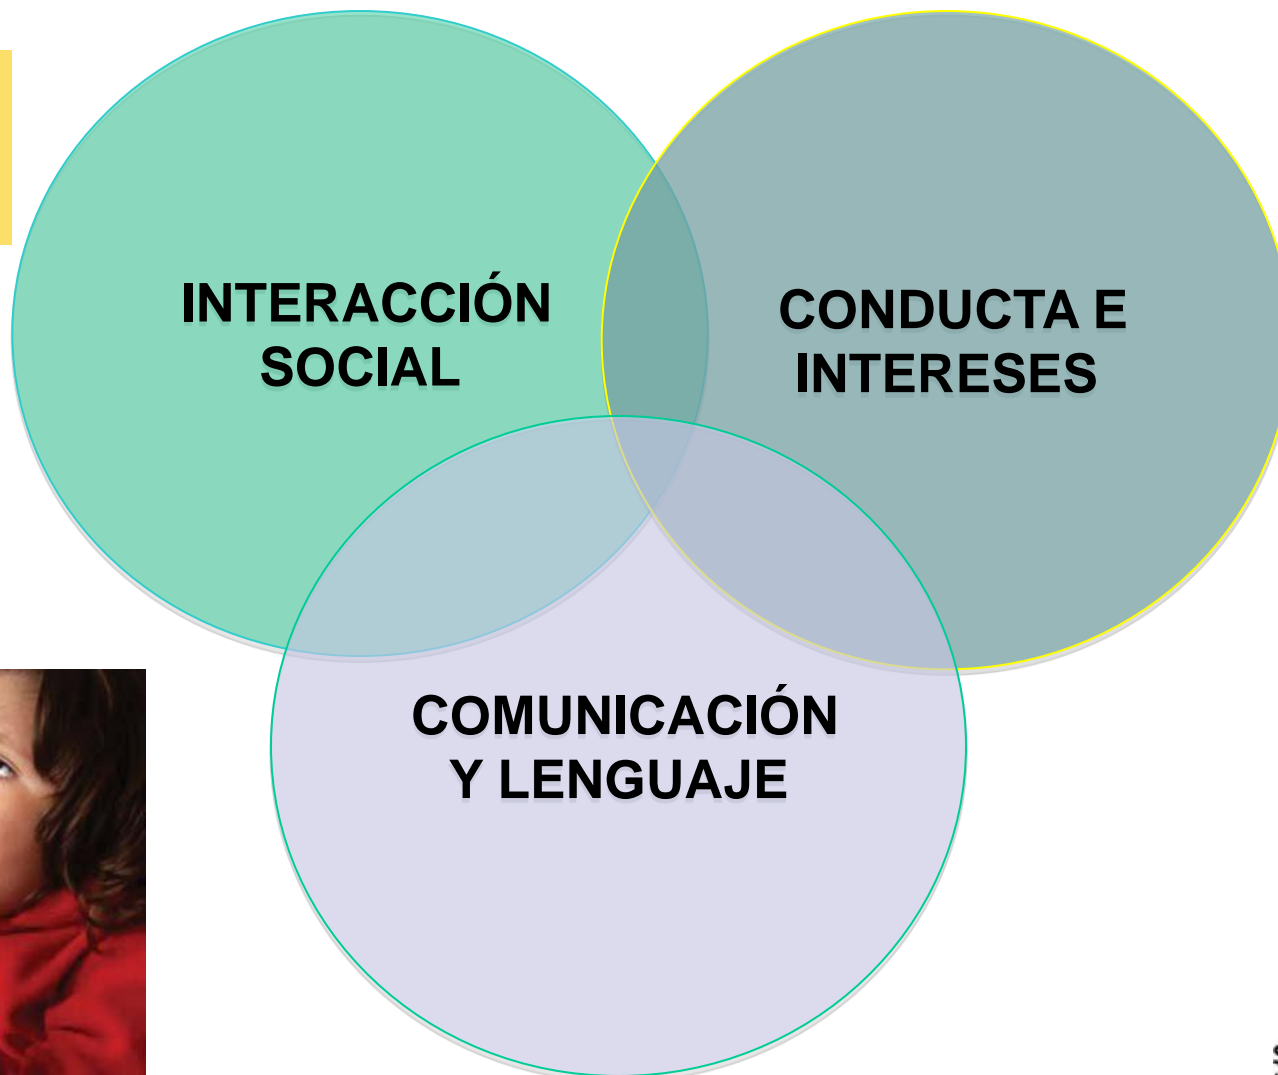 INTERACCIÓN
SOCIAL
CONDUCTA E
INTERESES
COMUNICACIÓN
Y LENGUAJE